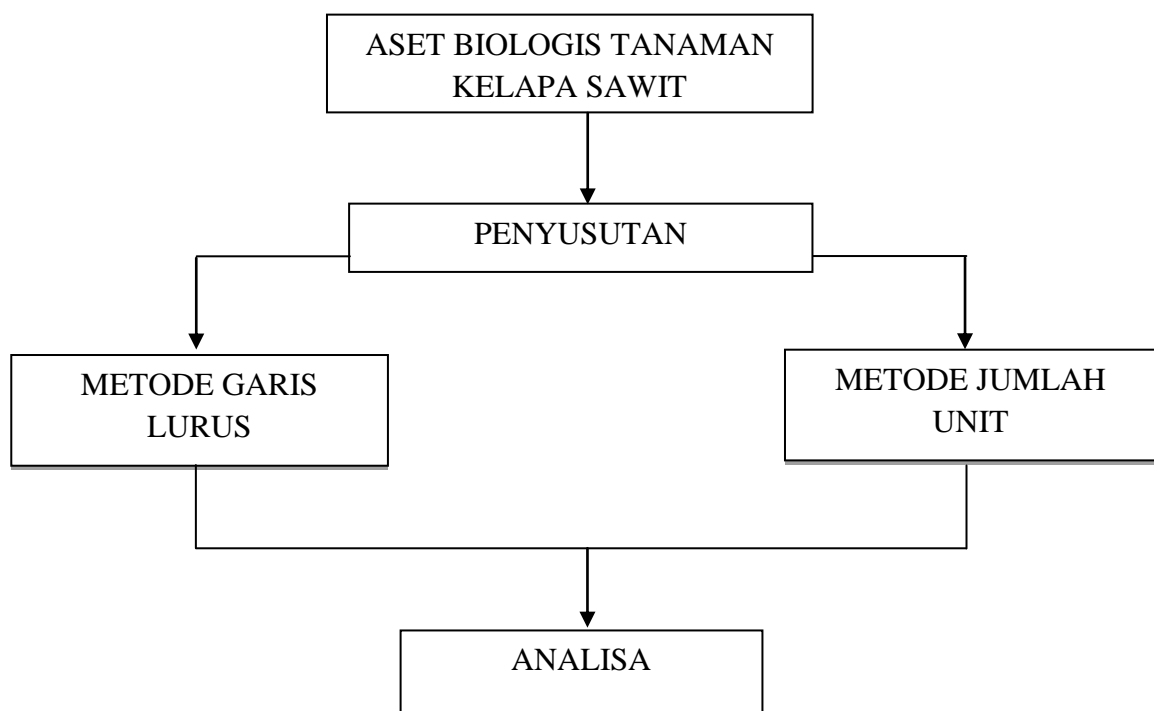 ASET BIOLOGIS TANAMAN
KELAPA SAWIT
PENYUSUTAN
METODE GARIS
LURUS
METODE JUMLAH
UNIT
ANALISA